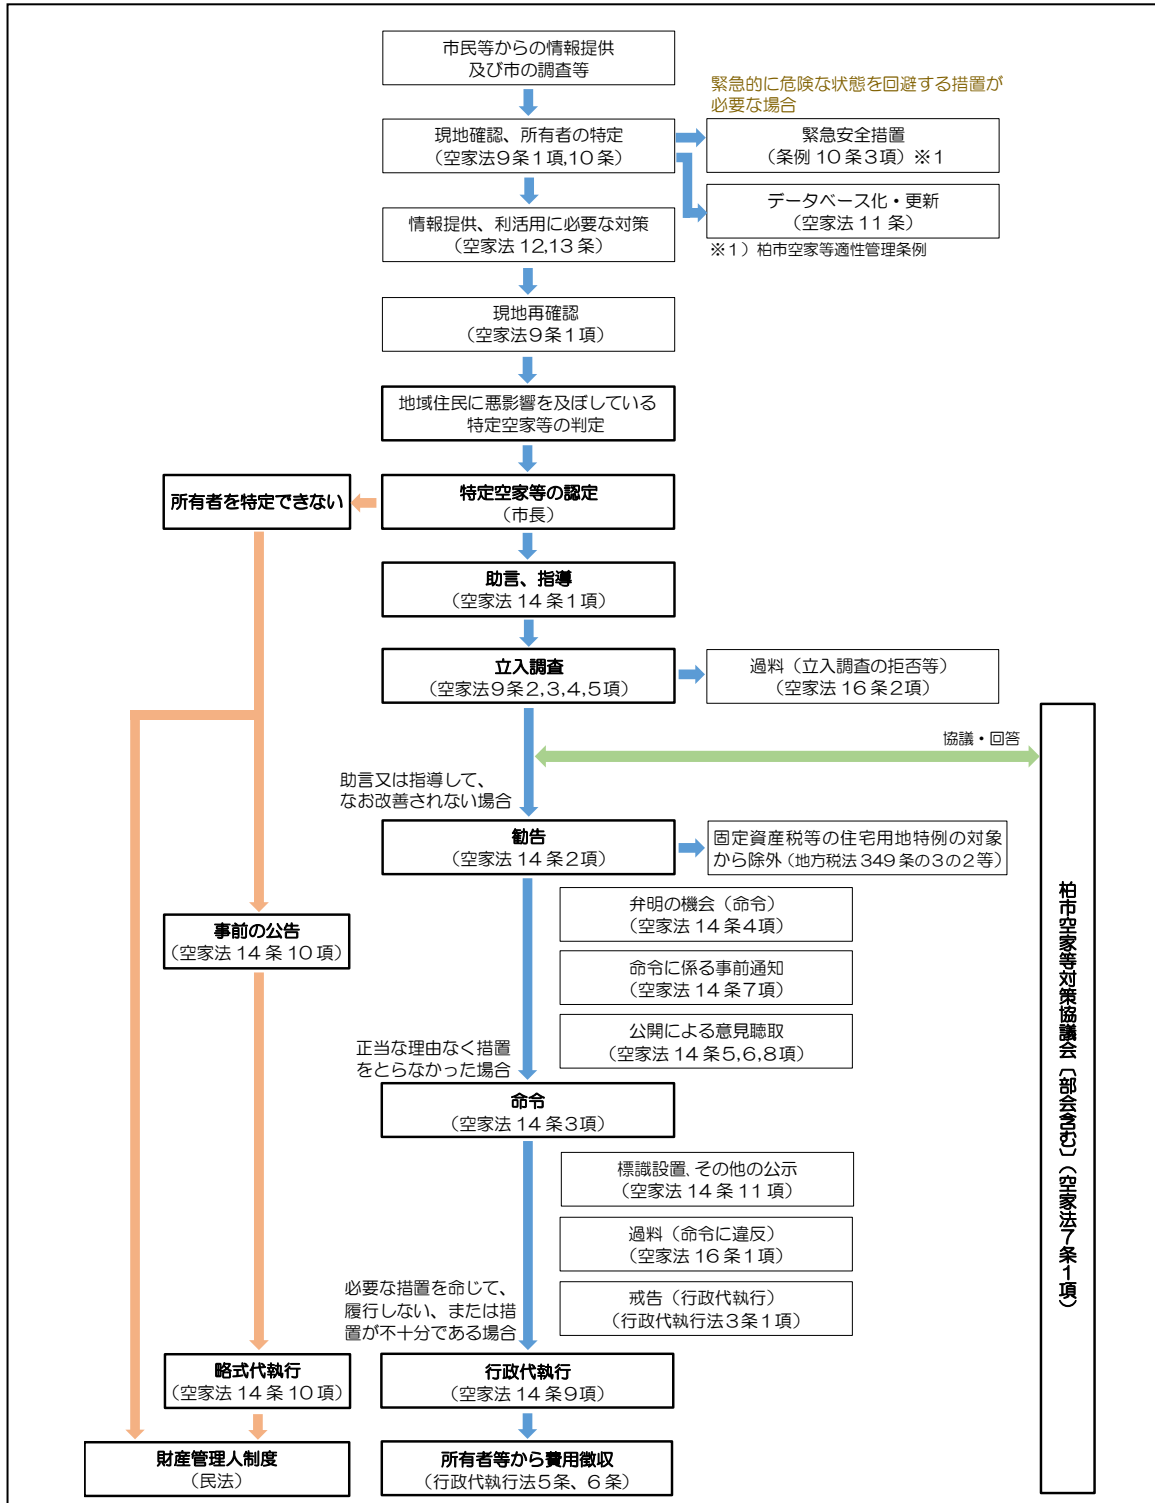 市民等からの情報提供
及び市の調査等
緊急的に危険な状態を回避する措置が
必要な場合
現地確認、所有者の特定
（空家法９条１項,10 条）
緊急安全措置
（条例 10 条３項）※１
データベース化・更新
（空家法 11 条）
※１）柏市空家等適性管理条例
情報提供、利活用に必要な対策
（空家法 12,13 条）
現地再確認
（空家法９条１項）
地域住民に悪影響を及ぼしている
特定空家等の判定
所有者を特定できない
特定空家等の認定
（市長）
助言、指導
（空家法 14 条１項）
立入調査
（空家法９条２,３,４,５項）
過料（立入調査の拒否等）
（空家法 16 条２項）
協議・回答
助言又は指導して、
なお改善されない場合
勧告
（空家法 14 条２項）
固定資産税等の住宅用地特例の対象
から除外（地方税法 349 条の３の２等）
弁明の機会（命令）
（空家法 14 条４項）
事前の公告
（空家法 14 条 10 項）
命令に係る事前通知
（空家法 14 条７項）
公開による意見聴取
（空家法 14 条５,６,８項）
正当な理由なく措置
をとらなかった場合
命令
（空家法 14 条３項）
標識設置、その他の公示
（空家法 14 条 11 項）
過料（命令に違反）
（空家法 16 条１項）
戒告（行政代執行）
（行政代執行法３条１項）
必要な措置を命じて、
履行しない、または措
置が不十分である場合
略式代執行
（空家法 14 条 10 項）
行政代執行
（空家法 14 条９項）
財産管理人制度
（民法）
所有者等から費用徴収
（行政代執行法５条、６条）
柏市空家等対策協議会〔部会含む〕（空家法７条１項）